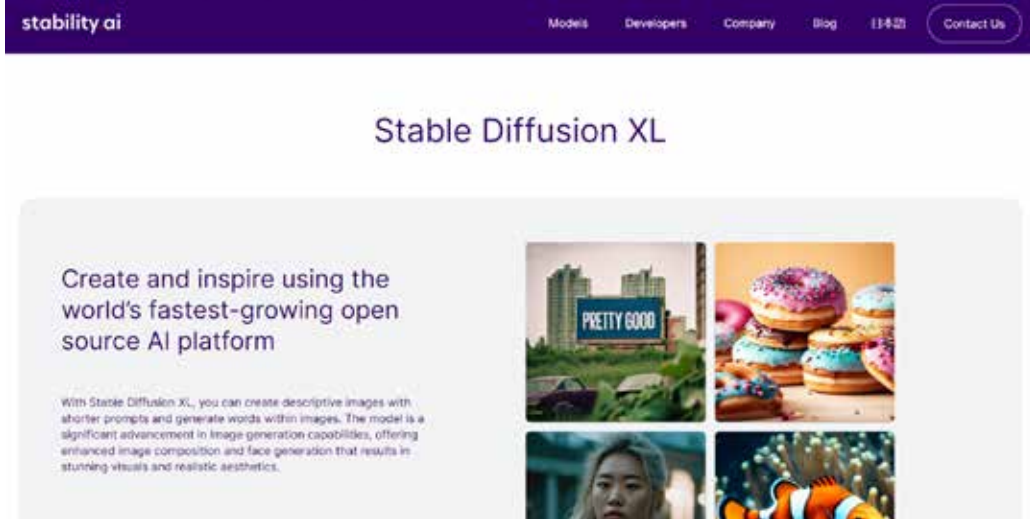 stability ai
Models Developers Company Blog 日本語 Contact Us
Stable Diffusion XL
Create and inspire using the
world's fastest-growing open
source AI platform
With Stable Diffusion XL, you can create descriptive images with
shorter prompts and generate words within images. The model is a
significant advancement in image generation capabilities, offering
enhanced image composition and face generation that results in
stunning visuals and realistic aesthetics.
PRETTY GOOD